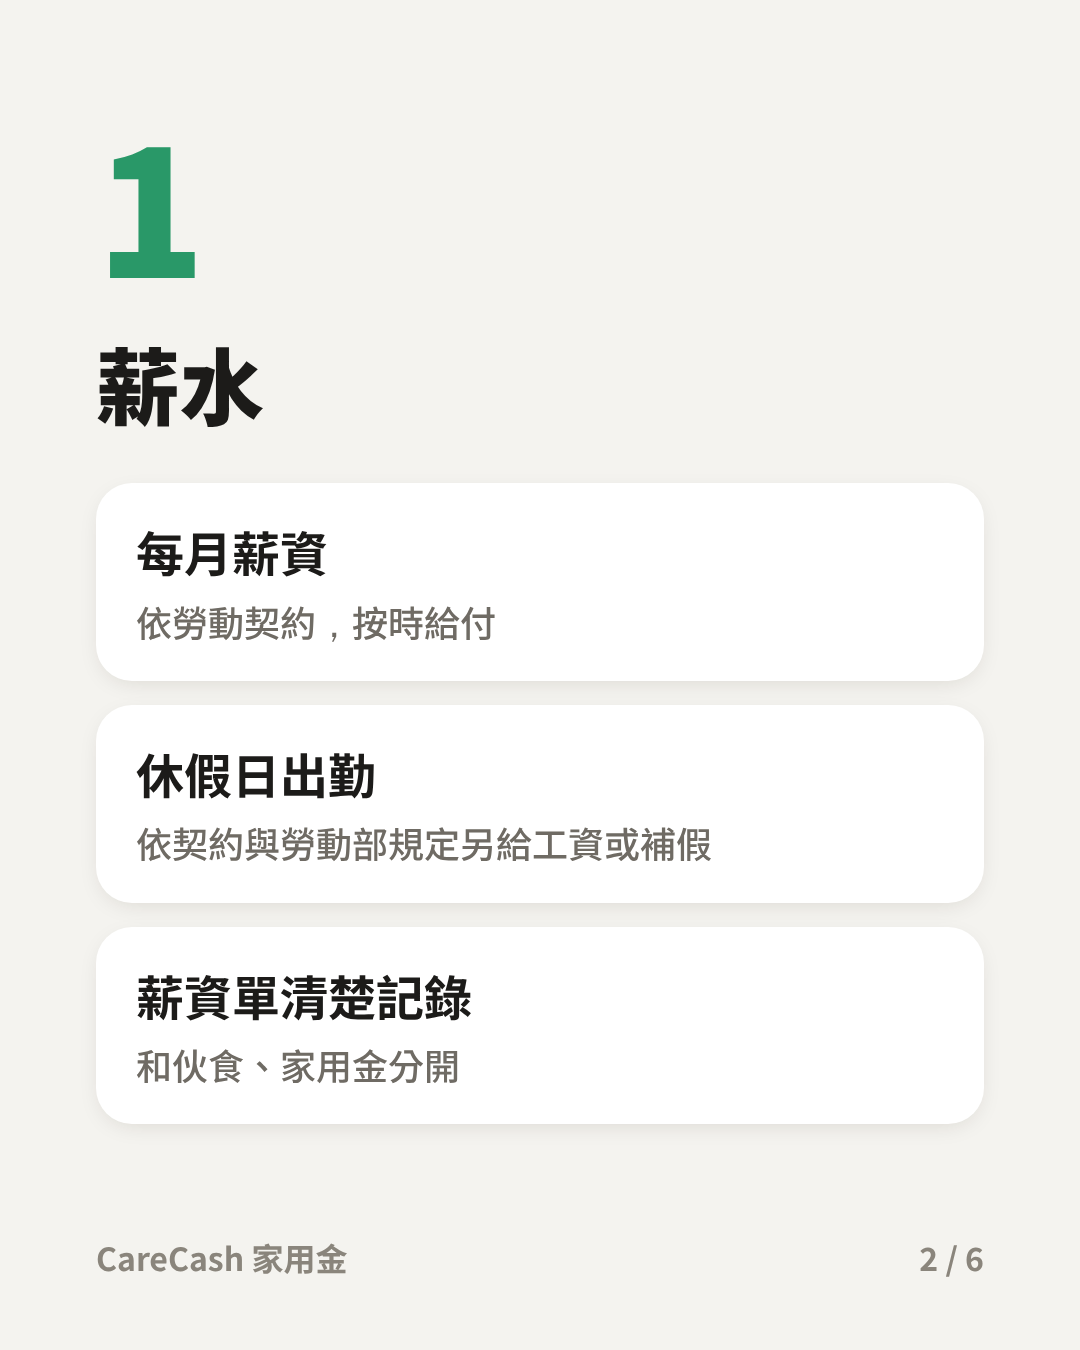 1
薪水
每月薪資
依勞動契約，按時給付
休假日出勤
依契約與勞動部規定另給工資或補假
薪資單清楚記錄
和伙食、家用金分開
CareCash 家用金
2 / 6